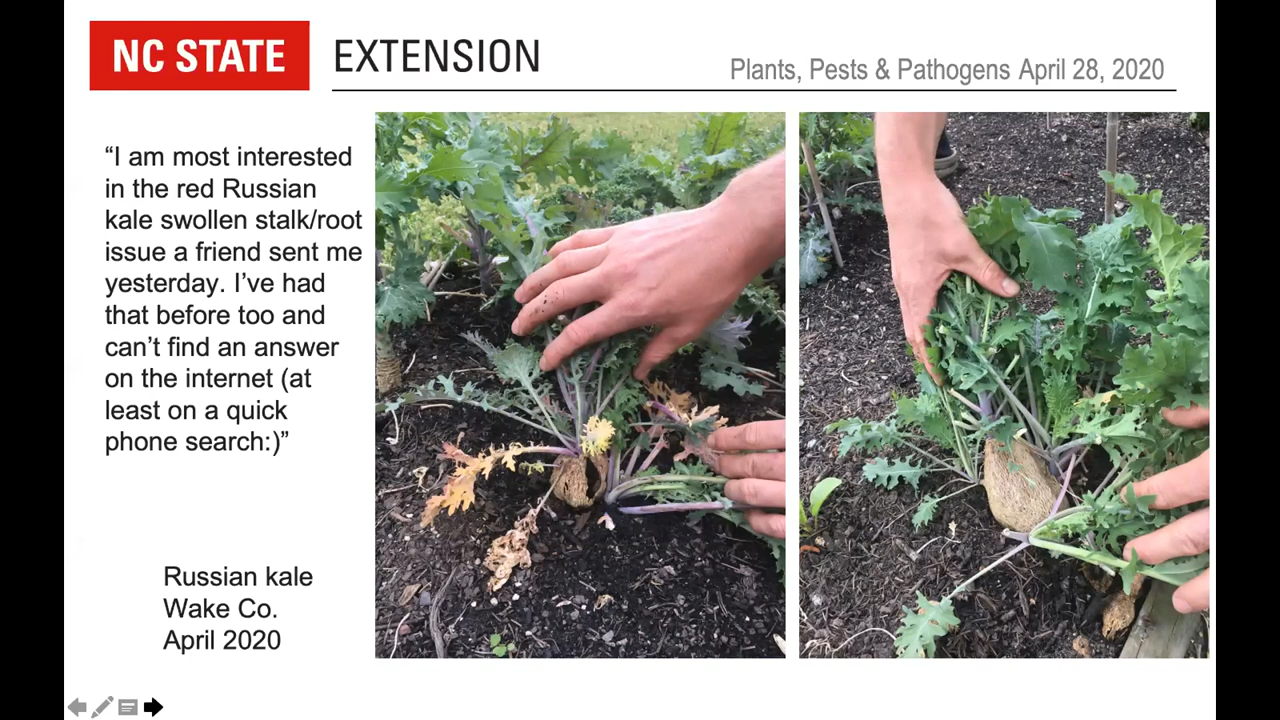 NC STATE EXTENSION
Plants, Pests & Pathogens April 28, 2020
“I am most interested
in the red Russian
kale swollen stalk/root
issue a friend sent me
yesterday. I’ve had
that before too and
can’t find an answer
on the internet (at
least on a quick
phone search:)”
Russian kale
Wake Co.
April 2020